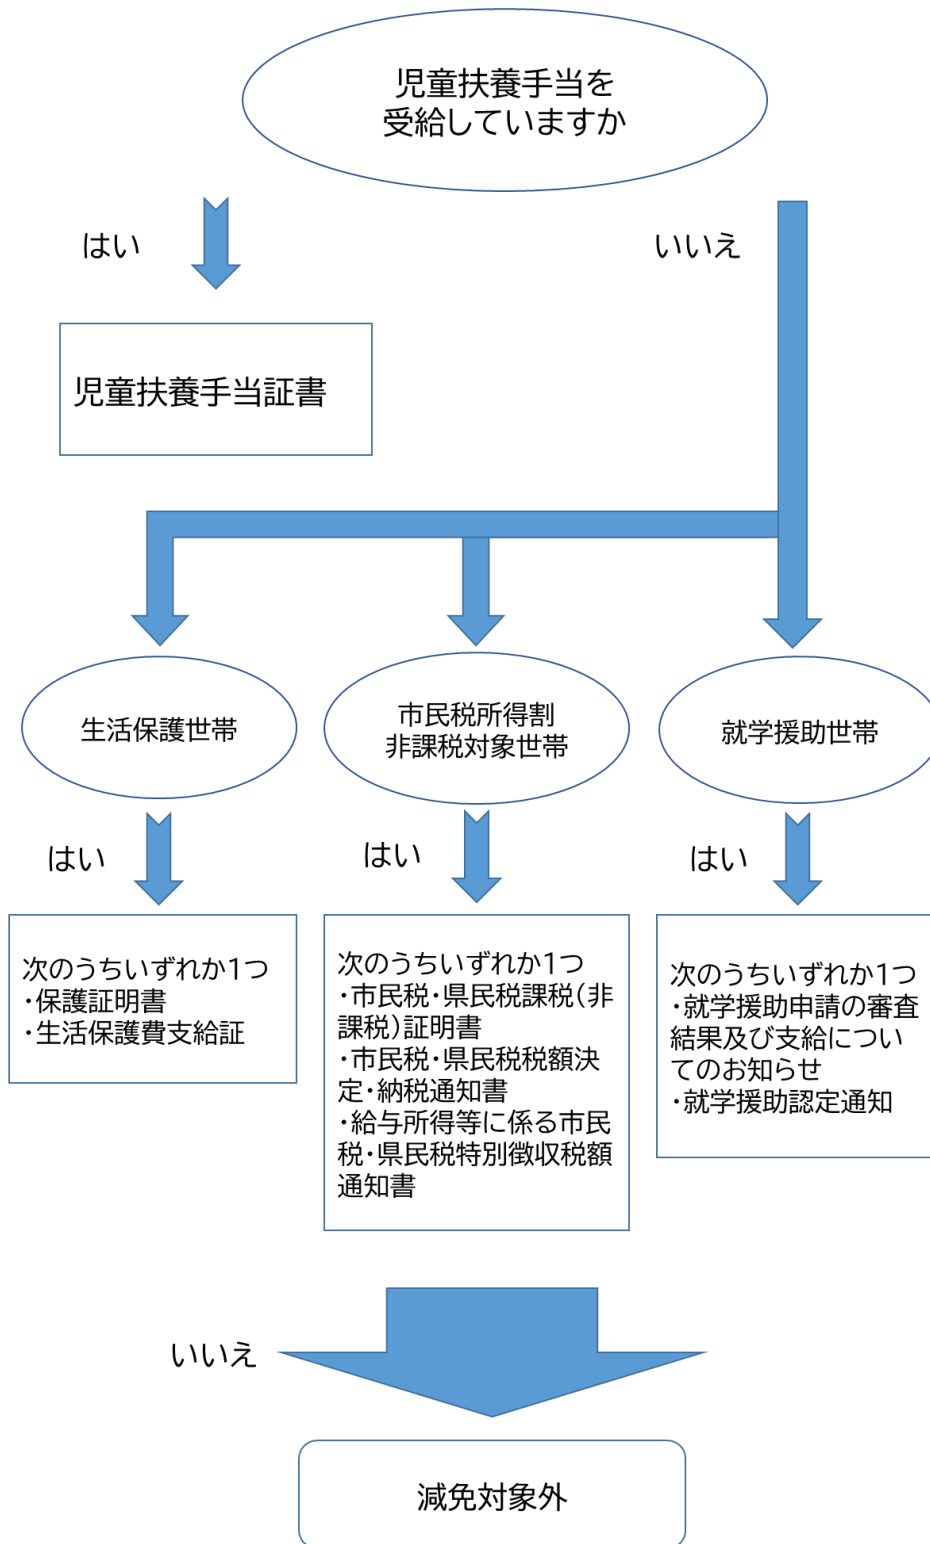 児童扶養手当を
受給していますか
はい
いいえ
児童扶養手当証書
生活保護世帯
市民税所得割
非課税対象世帯
就学援助世帯
はい
はい
はい
次のうちいずれか1つ
・保護証明書
・生活保護費支給証
次のうちいずれか1つ
・市民税・県民税課税(非
課税)証明書
・市民税・県民税税額決
定・納税通知書
・給与所得等に係る市民
税・県民税特別徴収税額
通知書
次のうちいずれか1つ
・就学援助申請の審査
結果及び支給につい
てのお知らせ
・就学援助認定通知
いいえ
減免対象外